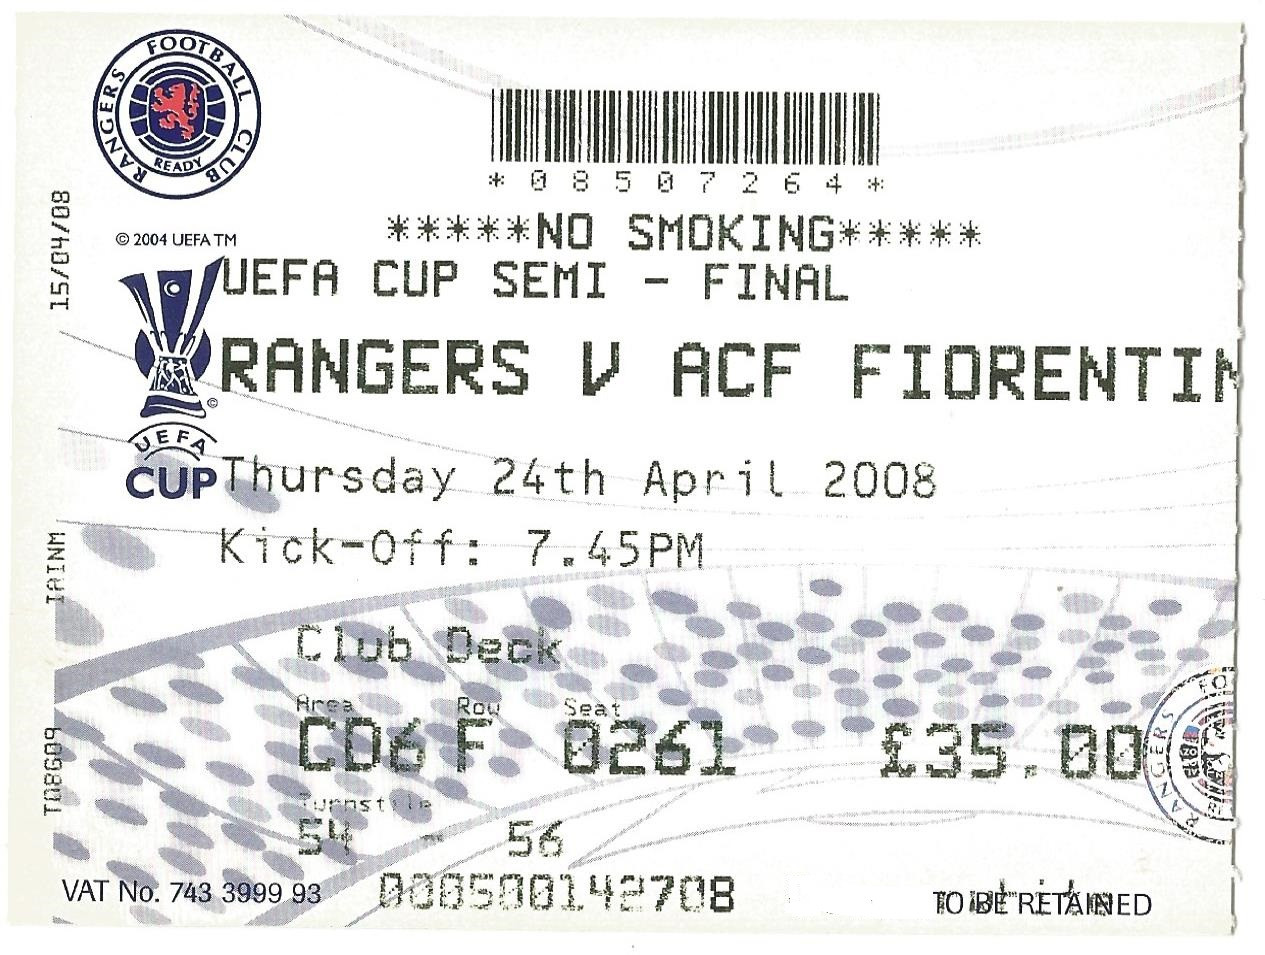 RANGERS FOOTBALL CLUB
READY
*08507264*
*****NO SMOKING*****
© 2004 UEFA TM
UEFA CUP SEMI - FINAL
RANGERS V ACF FIORENTIN
©
UEFA
CUP
Thursday 24th April 2008
Kick-Off: 7.45PM
Club Deck
Area Row Seat
CD6 F 0261 £35.00
Turnstile
54 - 56
VAT No. 743 3999 93
000500142708
TO BE RETAINED
15/04/08
IAINM
RANGERS FO